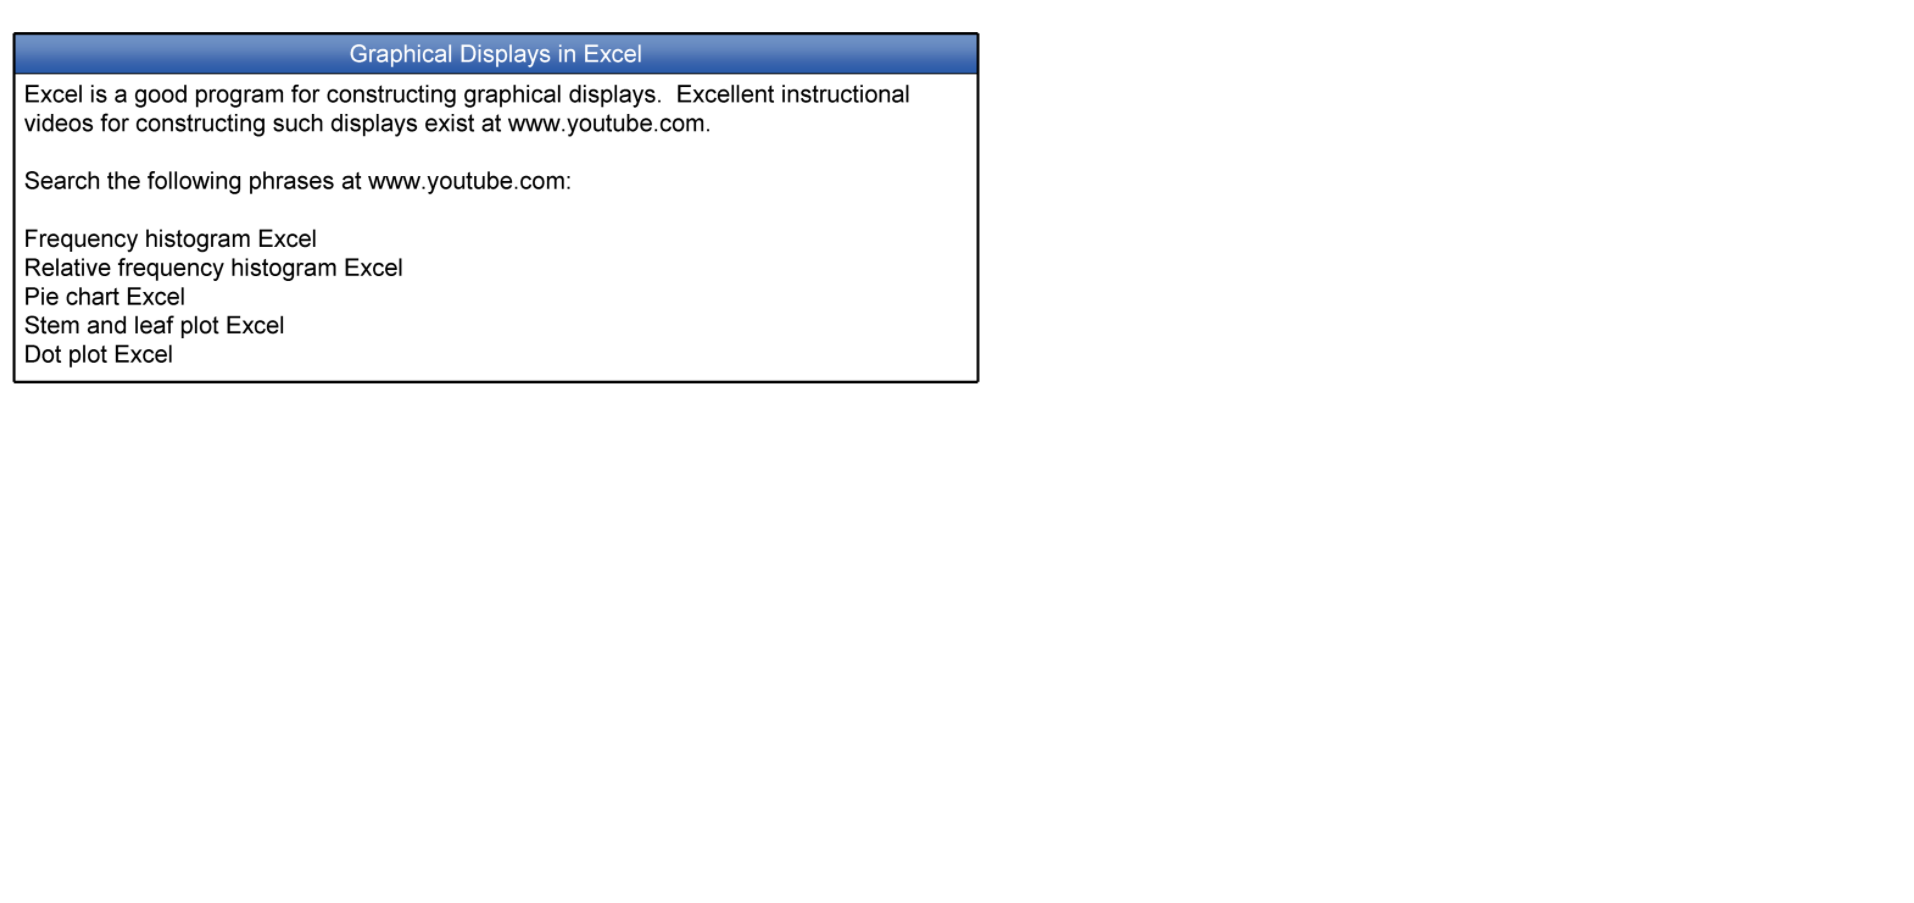 Graphical Displays in Excel
Excel is a good program for constructing graphical displays.  Excellent instructional
videos for constructing such displays exist at www.youtube.com.
Search the following phrases at www.youtube.com:
Frequency histogram Excel
Relative frequency histogram Excel
Pie chart Excel
Stem and leaf plot Excel
Dot plot Excel